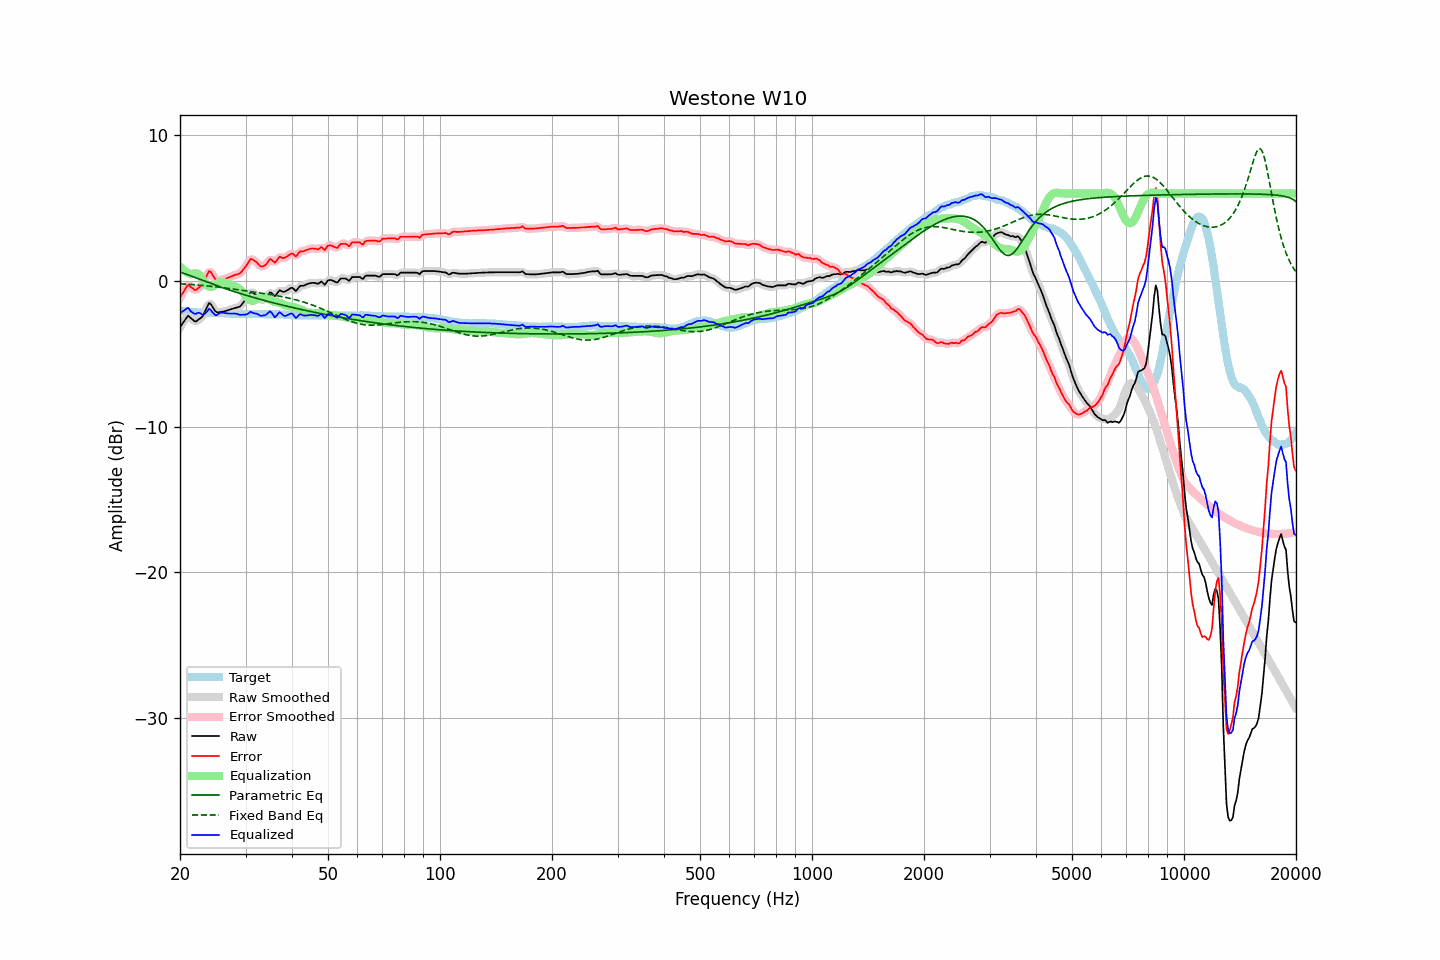 Westone W10
10
0
−10
−20
−30
Amplitude (dBr)
Target
Raw Smoothed
Error Smoothed
Raw
Error
Equalization
Parametric Eq
Fixed Band Eq
Equalized
20 50 100 200 500 1000 2000 5000 10000 20000
Frequency (Hz)